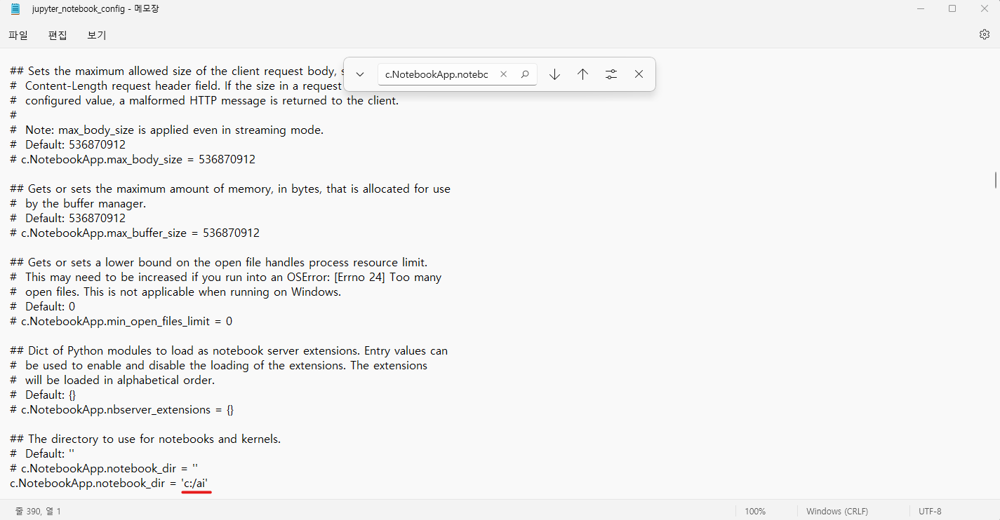 jupyter_notebook_config - 메모장
파일 편집 보기
c.NotebookApp.notebc
## Sets the maximum allowed size of the client request body, s
#  Content-Length request header field. If the size in a request
#  configured value, a malformed HTTP message is returned to the client.
#
#  Note: max_body_size is applied even in streaming mode.
#  Default: 536870912
# c.NotebookApp.max_body_size = 536870912
## Gets or sets the maximum amount of memory, in bytes, that is allocated for use
#  by the buffer manager.
#  Default: 536870912
# c.NotebookApp.max_buffer_size = 536870912
## Gets or sets a lower bound on the open file handles process resource limit.
#  This may need to be increased if you run into an OSError: [Errno 24] Too many
#  open files. This is not applicable when running on Windows.
#  Default: 0
# c.NotebookApp.min_open_files_limit = 0
## Dict of Python modules to load as notebook server extensions. Entry values can
#  be used to enable and disable the loading of the extensions. The extensions
#  will be loaded in alphabetical order.
#  Default: {}
# c.NotebookApp.nbserver_extensions = {}
## The directory to use for notebooks and kernels.
#  Default: ''
# c.NotebookApp.notebook_dir = ''
c.NotebookApp.notebook_dir = 'c:/ai'
줄 390, 열 1 100% Windows (CRLF) UTF-8